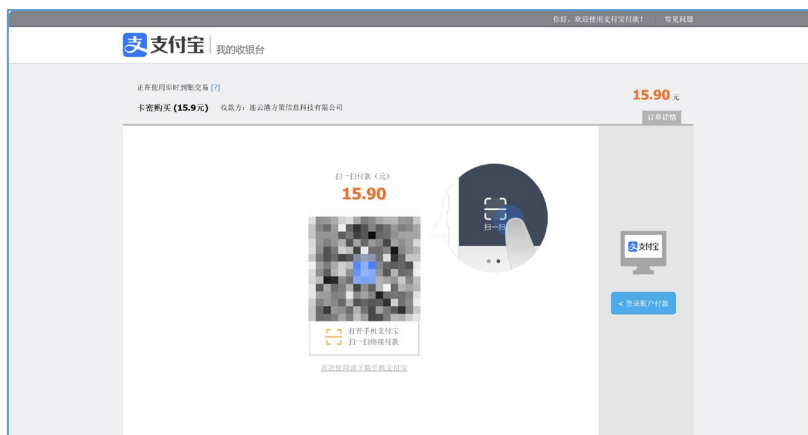 你好，欢迎使用支付宝付款！ 常见问题
支付宝 我的收银台
正在使用即时到账交易 [?]
15.90 元
卡密购买 (15.9元) 收款方：连云港方策信息科技有限公司
订单详情
扫一扫付款（元）
15.90
扫一扫
支付宝
< 登录账户付款
打开手机支付宝
扫一扫继续付款
首次使用请下载手机支付宝